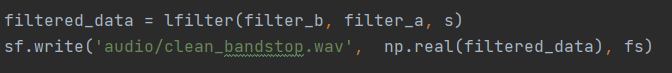 filtered_data = lfilter(filter_b, filter_a, s)
sf.write('audio/clean_bandstop.wav',  np.real(filtered_data), fs)